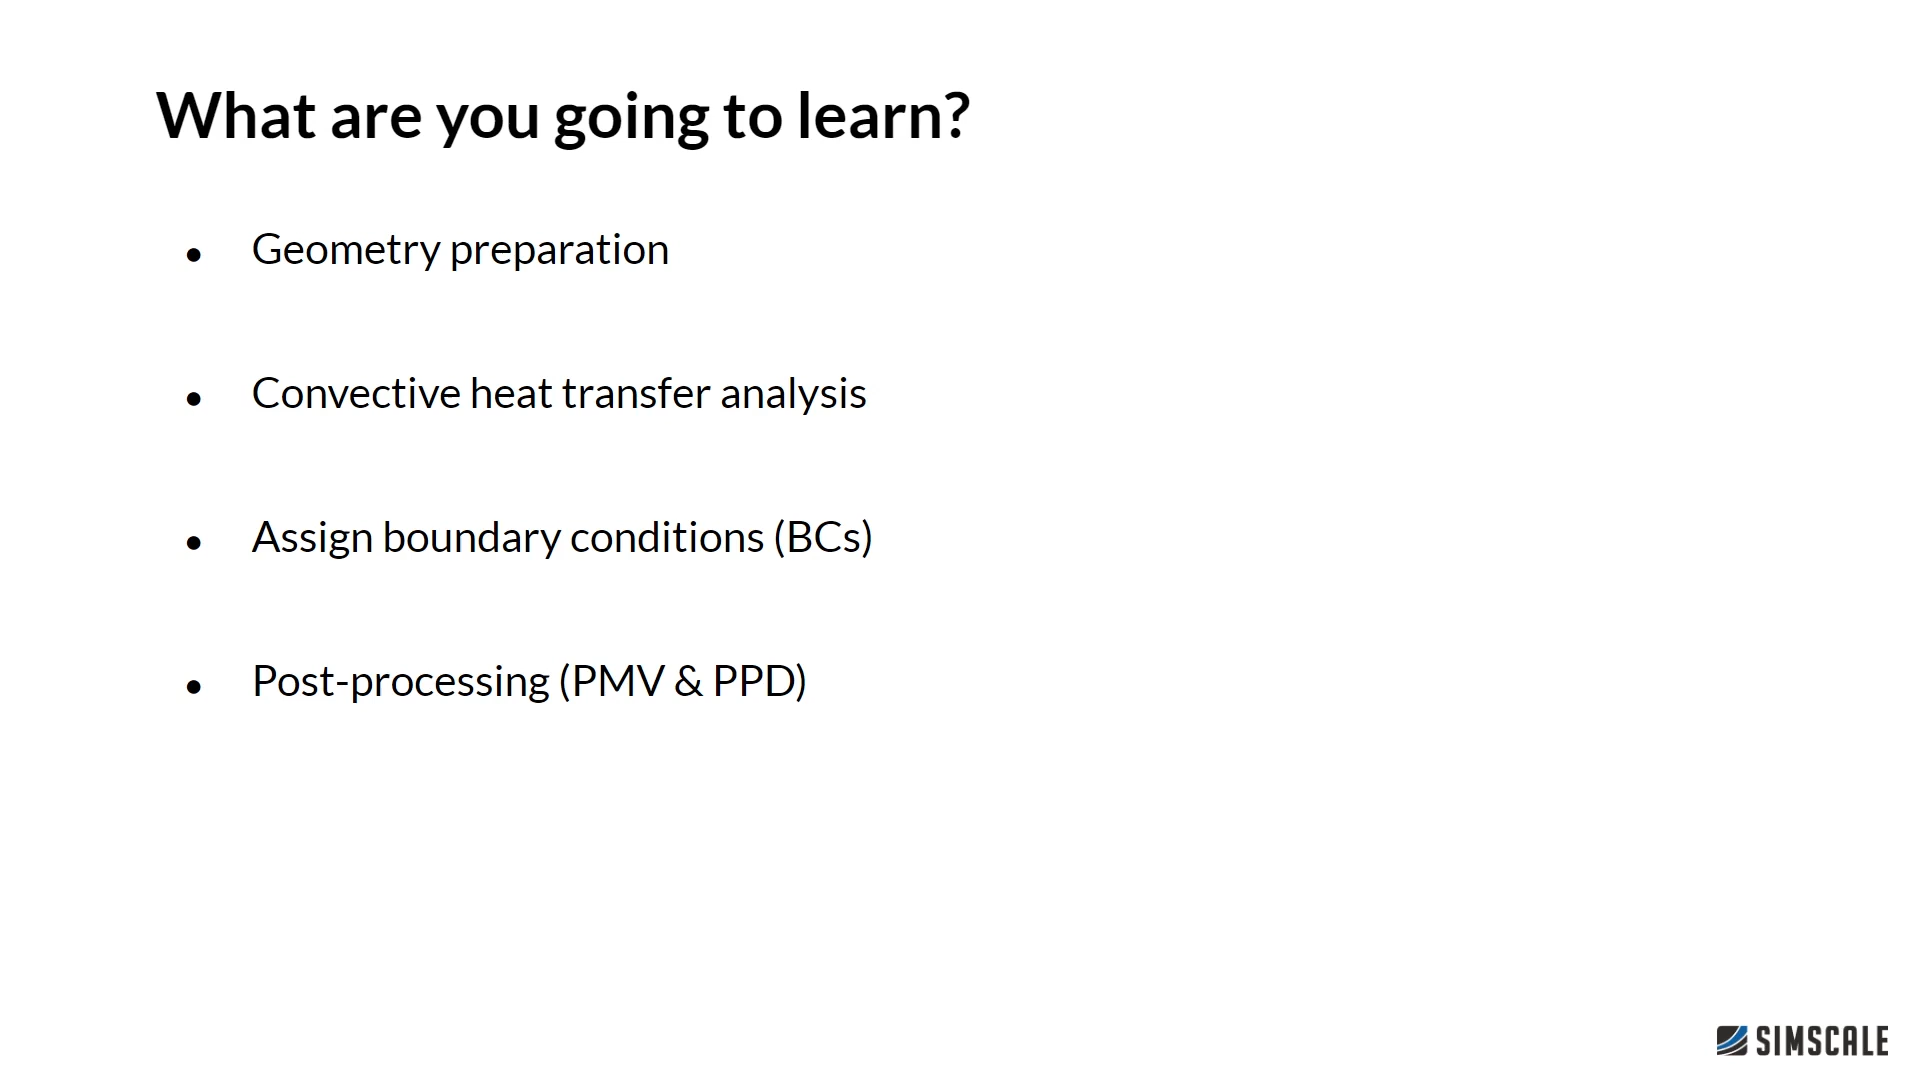 What are you going to learn?
● Geometry preparation
● Convective heat transfer analysis
● Assign boundary conditions (BCs)
● Post-processing (PMV & PPD)
SIMSCALE